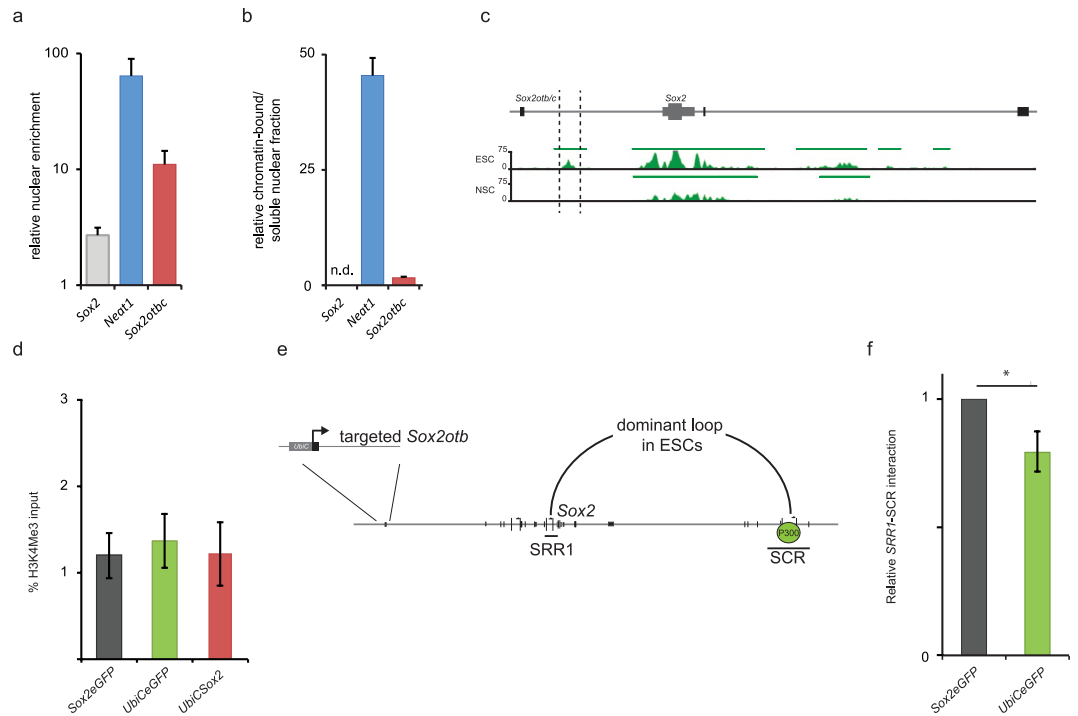 a
relative nuclear enrichment
100
10
1
Sox2
Neat1
Sox2otbc
b
relative chromatin-bound/
soluble nuclear fraction
50
25
0
n.d.
Sox2
Neat1
Sox2otbc
c
Sox2otb/c
Sox2
75
ESC
0
75
NSC
0
d
% H3K4Me3 input
3
2
1
Sox2eGFP
UbiCeGFP
UbiCSox2
e
UbiC
targeted Sox2otb
dominant loop
in ESCs
Sox2
SRR1
P300
SCR
f
Relative SRR1-SCR interaction
1
0
*
Sox2eGFP
UbiCeGFP